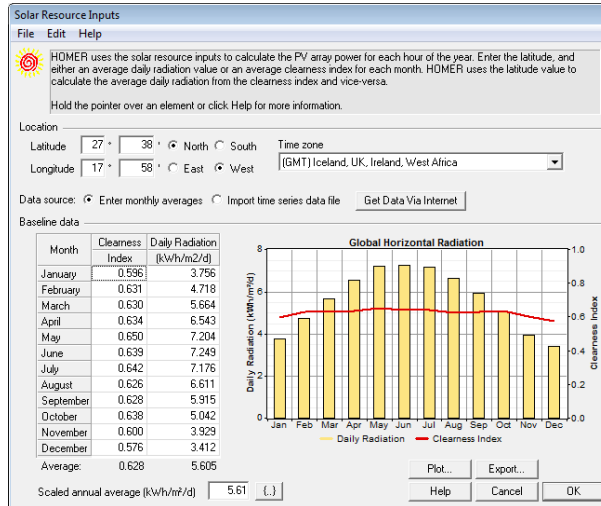 Solar Resource Inputs
File Edit Help
HOMER uses the solar resource inputs to calculate the PV array power for each hour of the year. Enter the latitude, and
either an average daily radiation value or an average clearness index for each month. HOMER uses the latitude value to
calculate the average daily radiation from the clearness index and vice-versa.
Hold the pointer over an element or click Help for more information.
Location
Latitude 27 ° 38 ' North South Time zone
Longitude 17 ° 58 ' East West (GMT) Iceland, UK, Ireland, West Africa
Data source: Enter monthly averages Import time series data file Get Data Via Internet
Baseline data
Month Clearness Index Daily Radiation (kWh/m2/d)
January 0.596 3.756
February 0.631 4.718
March 0.630 5.664
April 0.634 6.543
May 0.650 7.204
June 0.639 7.249
July 0.642 7.176
August 0.626 6.611
September 0.628 5.915
October 0.638 5.042
November 0.600 3.929
December 0.576 3.412
Average: 0.628 5.605
Scaled annual average (kWh/m²/d) 5.61 {..}
Global Horizontal Radiation
Daily Radiation (kWh/m²/d)
8
6
4
2
0
Jan Feb Mar Apr May Jun Jul Aug Sep Oct Nov Dec
1.0
0.8
0.6
0.4
0.2
0.0
Clearness Index
Daily Radiation Clearness Index
Plot... Export...
Help Cancel OK